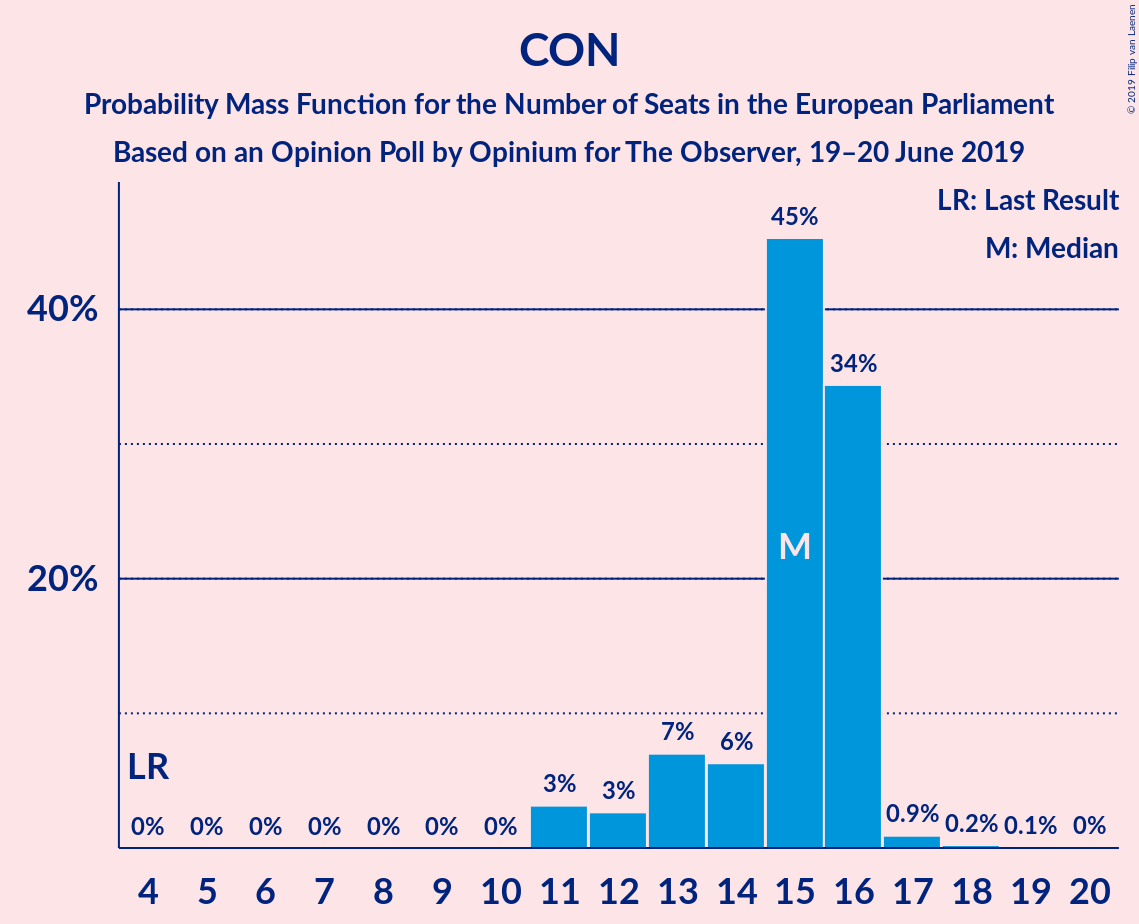 CON
Probability Mass Function for the Number of Seats in the European Parliament
Based on an Opinion Poll by Opinium for The Observer, 19–20 June 2019
© 2019 Filip van Laenen
LR: Last Result
M: Median
45%
40%
34%
M
20%
7%
6%
LR
3%
3%
0% 0% 0% 0% 0% 0% 0% 0.9% 0.2% 0.1% 0%
4 5 6 7 8 9 10 11 12 13 14 15 16 17 18 19 20